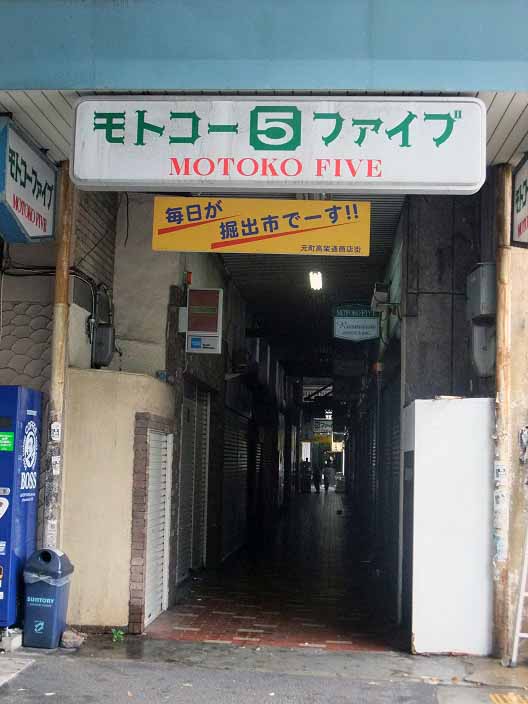 モトコー5ファイブ
MOTOKO FIVE
毎日が
掘出市でーす!!
元町高架通商店街
モトコーファイブ
MOTOKO FIVE
MOTOKO FIVE
BOSS
SUNTORY